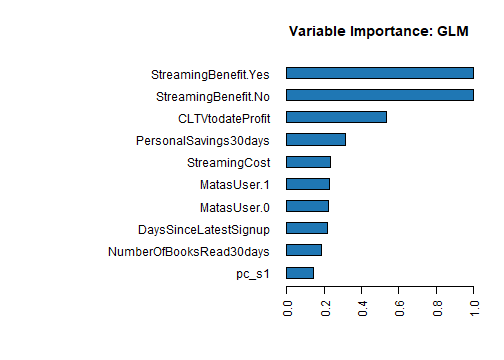 Variable Importance: GLM
StreamingBenefit.Yes
StreamingBenefit.No
CLTVtodateProfit
PersonalSavings30days
StreamingCost
MatasUser.1
MatasUser.0
DaysSinceLatestSignup
NumberOfBooksRead30days
pc_s1
0.0 0.2 0.4 0.6 0.8 1.0